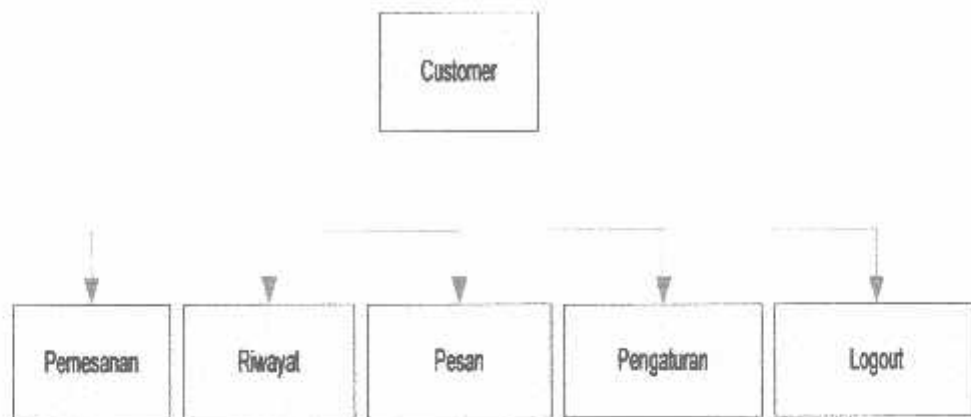 Customer
Pemesanan
Riwayat
Pesan
Pengaturan
Logout